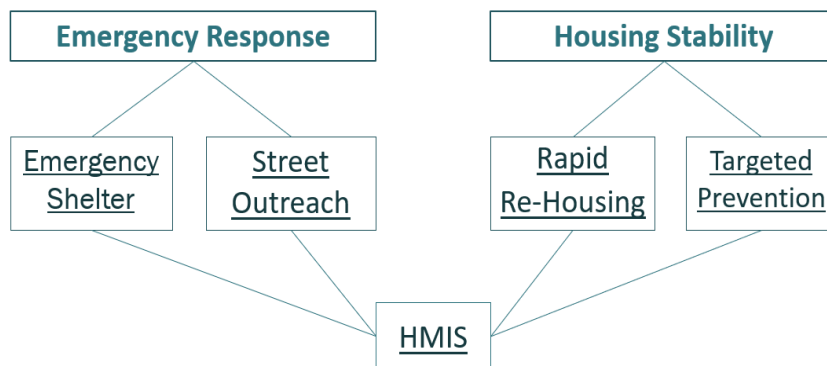 Emergency Response
Housing Stability
Emergency
Shelter
Street
Outreach
Rapid
Re-Housing
Targeted
Prevention
HMIS